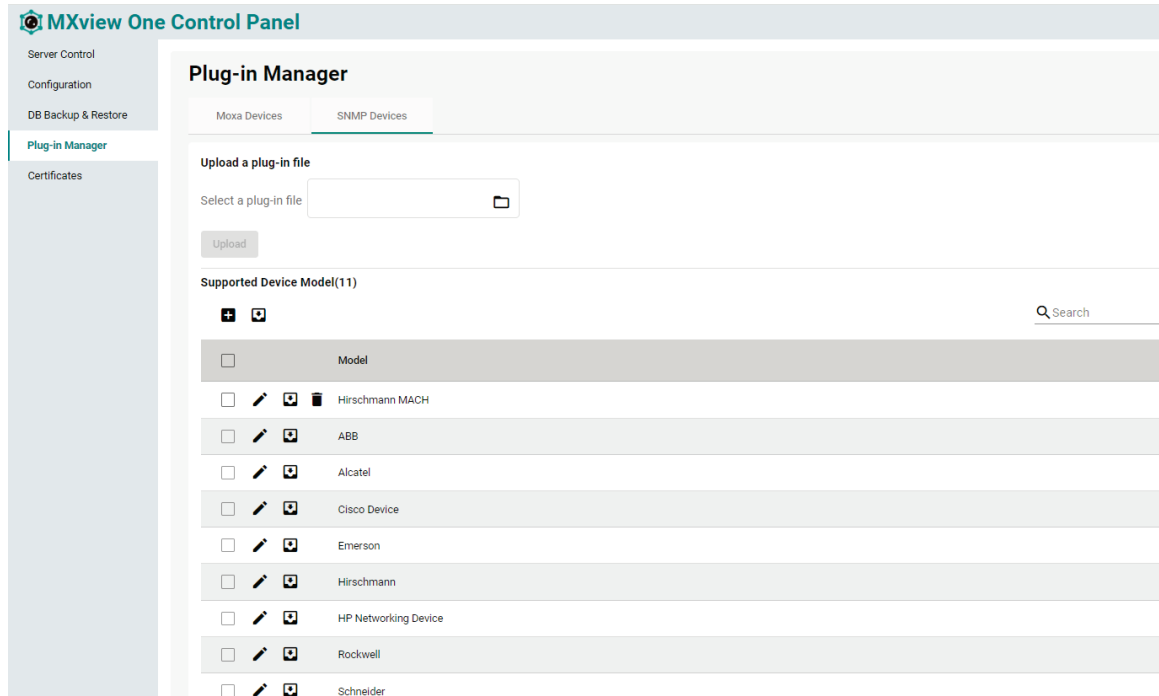 MXview One Control Panel
Server Control
Configuration
DB Backup & Restore
Plug-in Manager
Certificates
Plug-in Manager
Moxa Devices
SNMP Devices
Upload a plug-in file
Select a plug-in file
Upload
Supported Device Model(11)
Search
Model
Hirschmann MACH
ABB
Alcatel
Cisco Device
Emerson
Hirschmann
HP Networking Device
Rockwell
Schneider